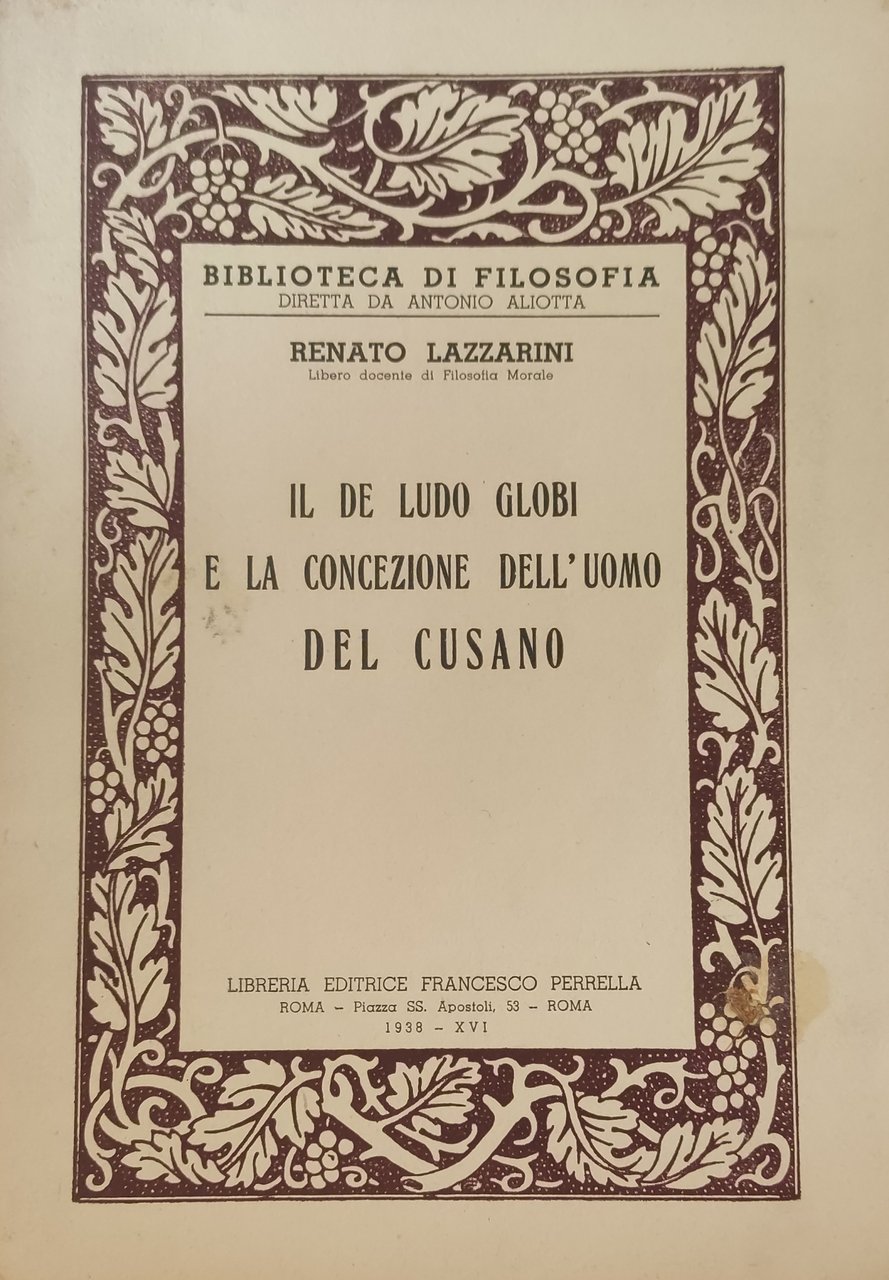 BIBLIOTECA DI FILOSOFIA
DIRETTA DA ANTONIO ALIOTTA
RENATO LAZZARINI
Libero docente di Filosofia Morale
IL DE LUDO GLOBI
E LA CONCEZIONE DELL'UOMO
DEL CUSANO
LIBRERIA EDITRICE FRANCESCO PERRELLA
ROMA – Piazza SS. Apostoli, 53 – ROMA
1938 – XVI